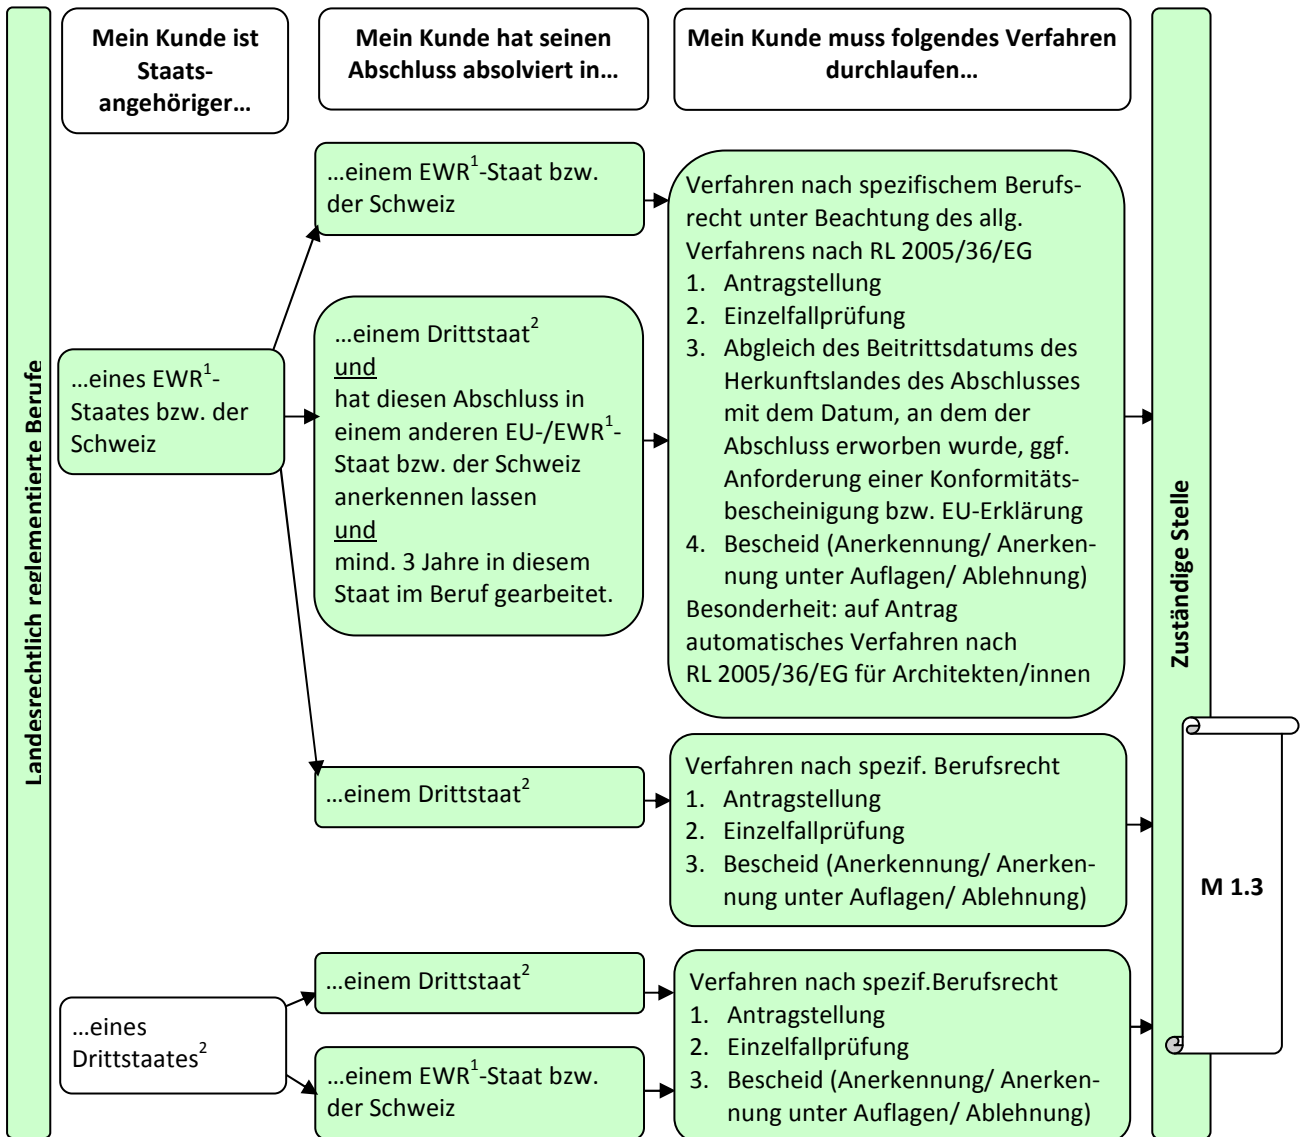 Landesrechtlich reglementierte Berufe
Mein Kunde ist
Staats-
angehöriger…
Mein Kunde hat seinen
Abschluss absolviert in…
Mein Kunde muss folgendes Verfahren
durchlaufen…
…eines EWR¹-
Staates bzw. der
Schweiz
…einem EWR¹-Staat bzw.
der Schweiz
…einem Drittstaat²
und
hat diesen Abschluss in
einem anderen EU-/EWR¹-
Staat bzw. der Schweiz
anerkennen lassen
und
mind. 3 Jahre in diesem
Staat im Beruf gearbeitet.
Verfahren nach spezifischem Berufs-
recht unter Beachtung des allg.
Verfahrens nach RL 2005/36/EG
1. Antragstellung
2. Einzelfallprüfung
3. Abgleich des Beitrittsdatums des
Herkunftslandes des Abschlusses
mit dem Datum, an dem der
Abschluss erworben wurde, ggf.
Anforderung einer Konformitäts-
bescheinigung bzw. EU-Erklärung
4. Bescheid (Anerkennung/ Anerken-
nung unter Auflagen/ Ablehnung)
Besonderheit: auf Antrag
automatisches Verfahren nach
RL 2005/36/EG für Architekten/innen
…einem Drittstaat²
Verfahren nach spezif. Berufsrecht
1. Antragstellung
2. Einzelfallprüfung
3. Bescheid (Anerkennung/ Anerken-
nung unter Auflagen/ Ablehnung)
…eines
Drittstaates²
…einem Drittstaat²
…einem EWR¹-Staat bzw.
der Schweiz
Verfahren nach spezif.Berufsrecht
1. Antragstellung
2. Einzelfallprüfung
3. Bescheid (Anerkennung/ Anerken-
nung unter Auflagen/ Ablehnung)
Zuständige Stelle
M 1.3